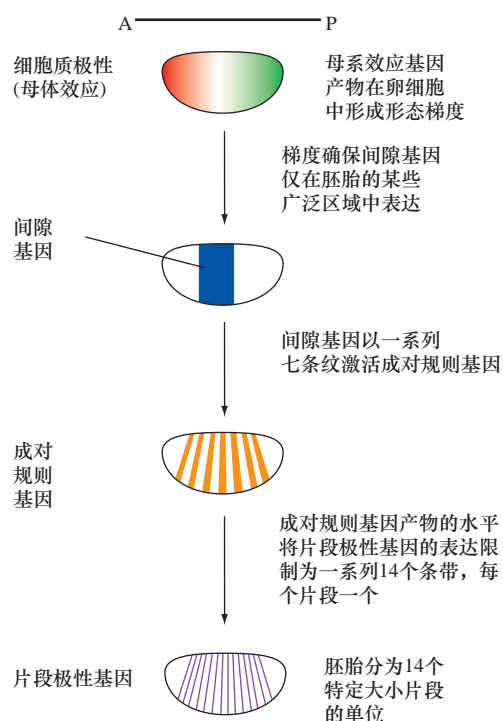 A P
细胞质极性
(母体效应)
母系效应基因
产物在卵细胞
中形成形态梯度
梯度确保间隙基因
仅在胚胎的某些
广泛区域中表达
间隙
基因
间隙基因以一系列
七条纹激活成对规则基因
成对
规则
基因
成对规则基因产物的水平
将片段极性基因的表达限
制为一系列14个条带，每
个片段一个
片段极性基因
胚胎分为14个
特定大小片段
的单位